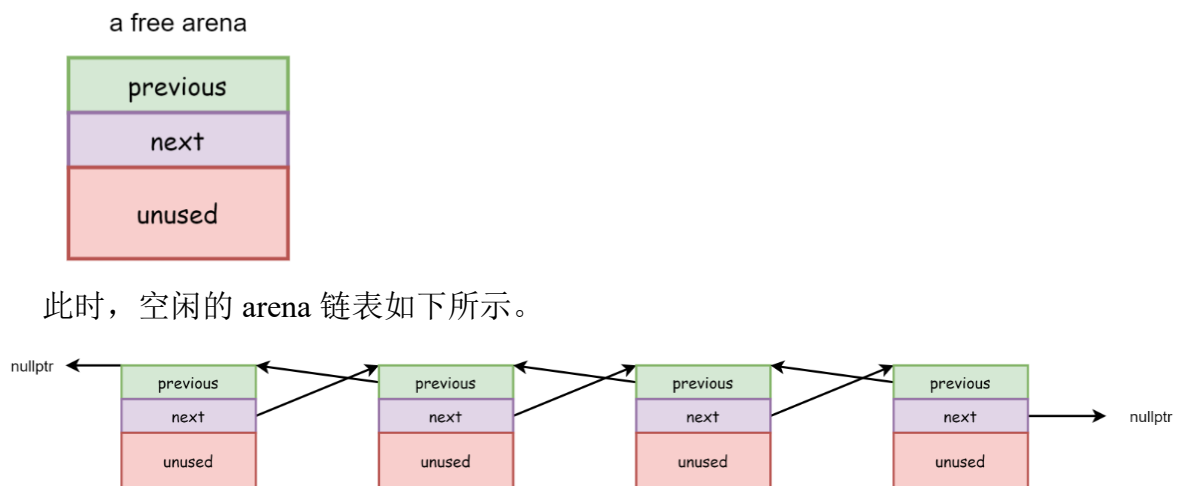 a free arena
previous
next
unused
此时，空闲的 arena 链表如下所示。
nullptr
previous
previous
previous
previous
next
next
next
next
nullptr
unused
unused
unused
unused